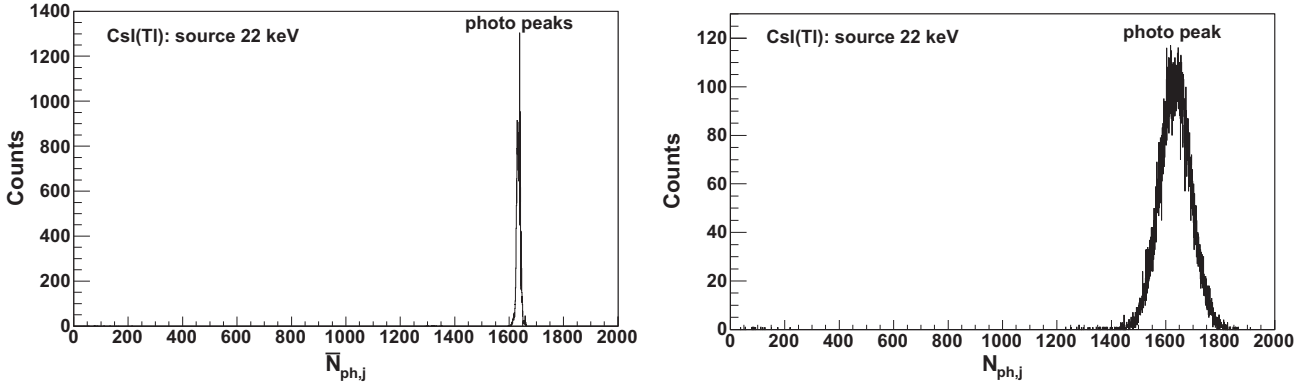 1400
CsI(Tl): source 22 keV
photo peaks
1200
1000
800
600
400
200
0
Counts
0 200 400 600 800 1000 1200 1400 1600 1800 2000
N̅ph,j
120
CsI(Tl): source 22 keV
photo peak
100
80
60
40
20
0
Counts
0 200 400 600 800 1000 1200 1400 1600 1800 2000
Nph,j